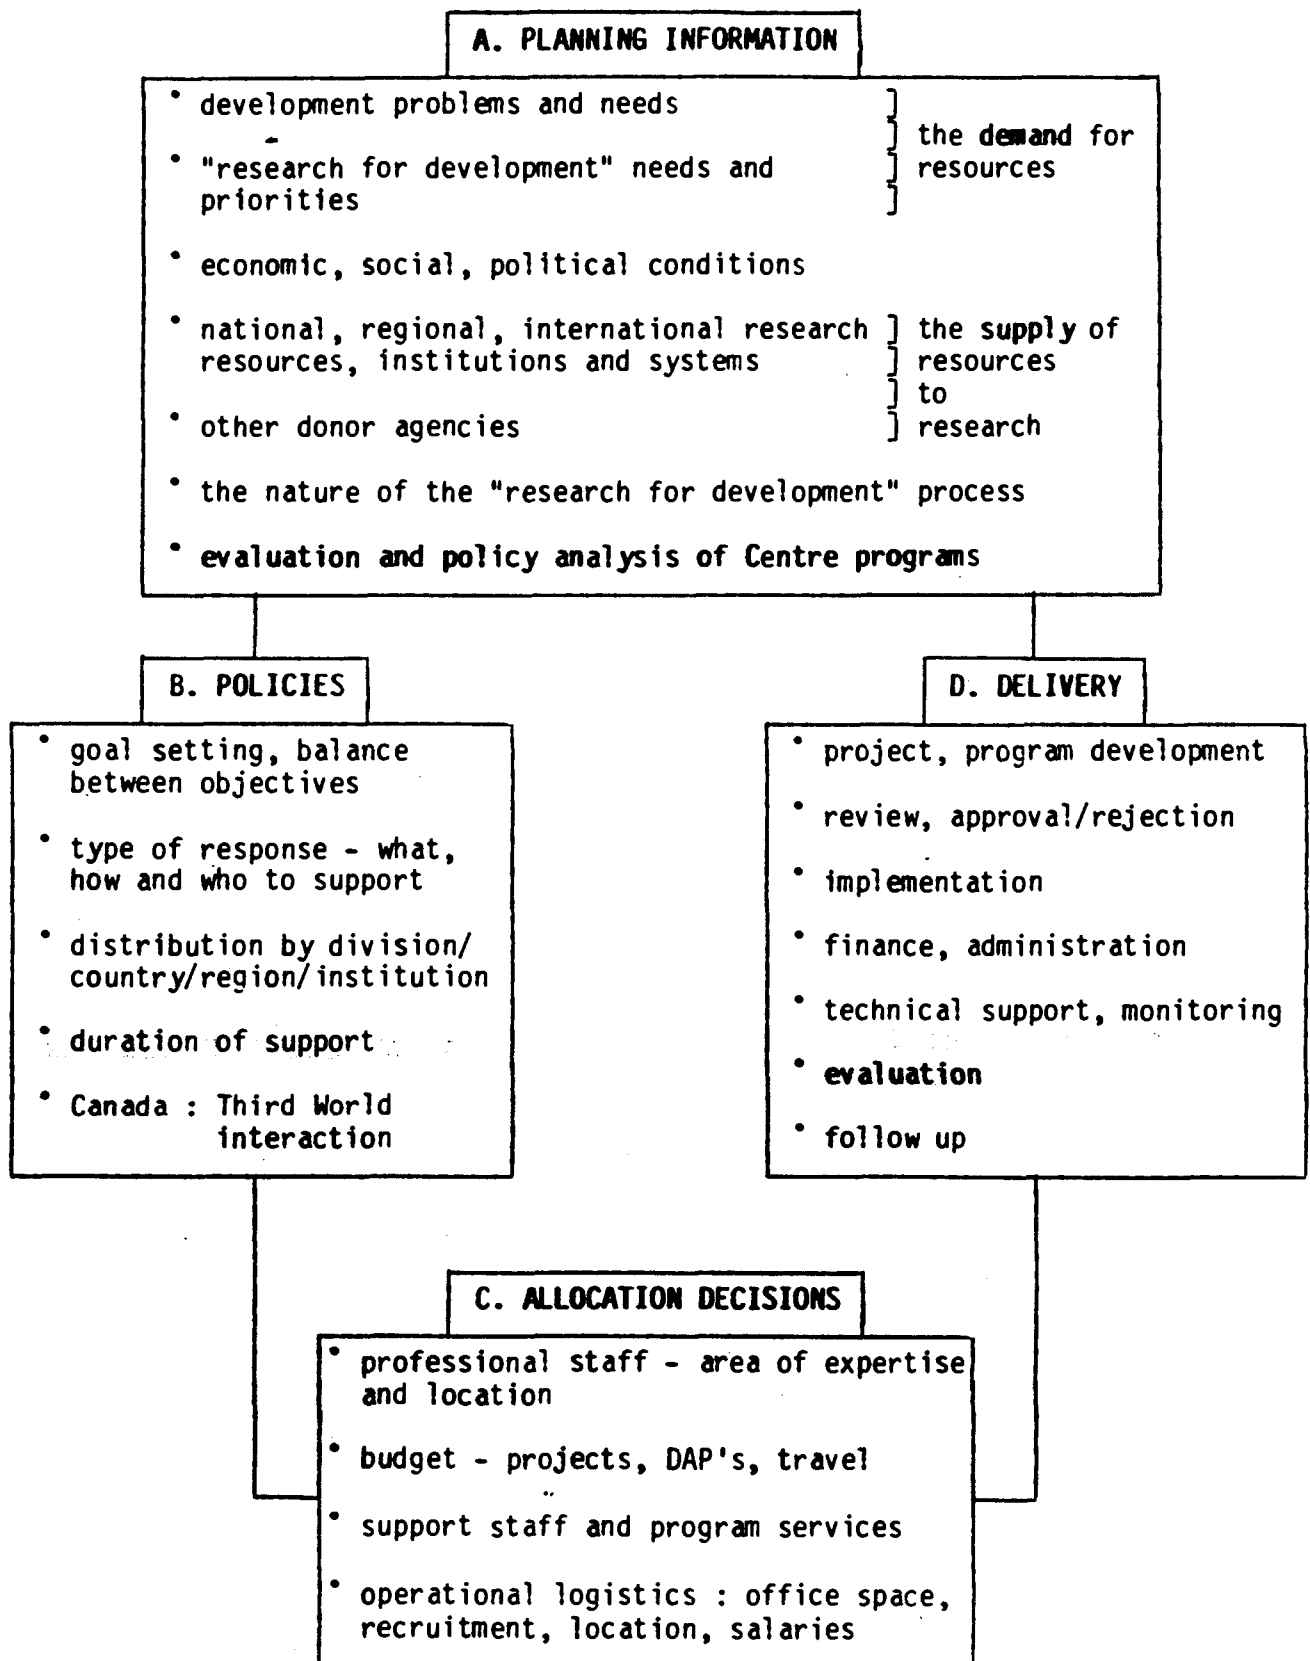 A. PLANNING INFORMATION
• development problems and needs ]
] the demand for
• "research for development" needs and ] resources
priorities ]
• economic, social, political conditions
• national, regional, international research ] the supply of
resources, institutions and systems ] resources
] to
• other donor agencies ] research
• the nature of the "research for development" process
• evaluation and policy analysis of Centre programs
B. POLICIES
• goal setting, balance
between objectives
• type of response - what,
how and who to support
• distribution by division/
country/region/institution
• duration of support
• Canada : Third World
interaction
D. DELIVERY
• project, program development
• review, approval/rejection
• implementation
• finance, administration
• technical support, monitoring
• evaluation
• follow up
C. ALLOCATION DECISIONS
• professional staff - area of expertise
and location
• budget - projects, DAP's, travel
• support staff and program services
• operational logistics : office space,
recruitment, location, salaries